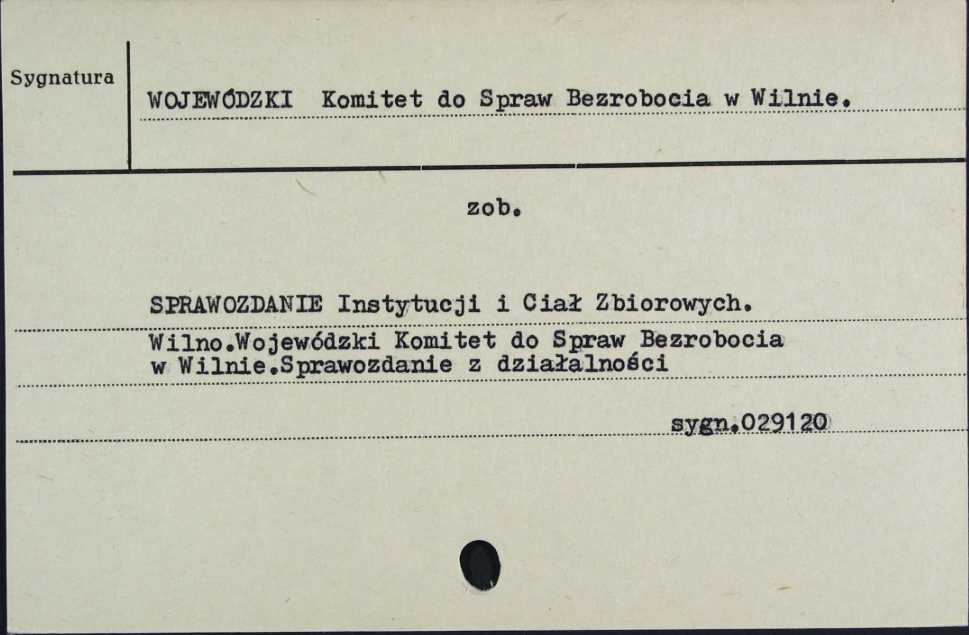 Sygnatura
WOJEWÓDZKI Komitet do Spraw Bezrobocia w Wilnie.
zob.
SPRAWOZDANIE Instytucji i Ciał Zbiorowych.
Wilno.Wojewódzki Komitet do Spraw Bezrobocia
w Wilnie.Sprawozdanie z działalności
sygn.029120